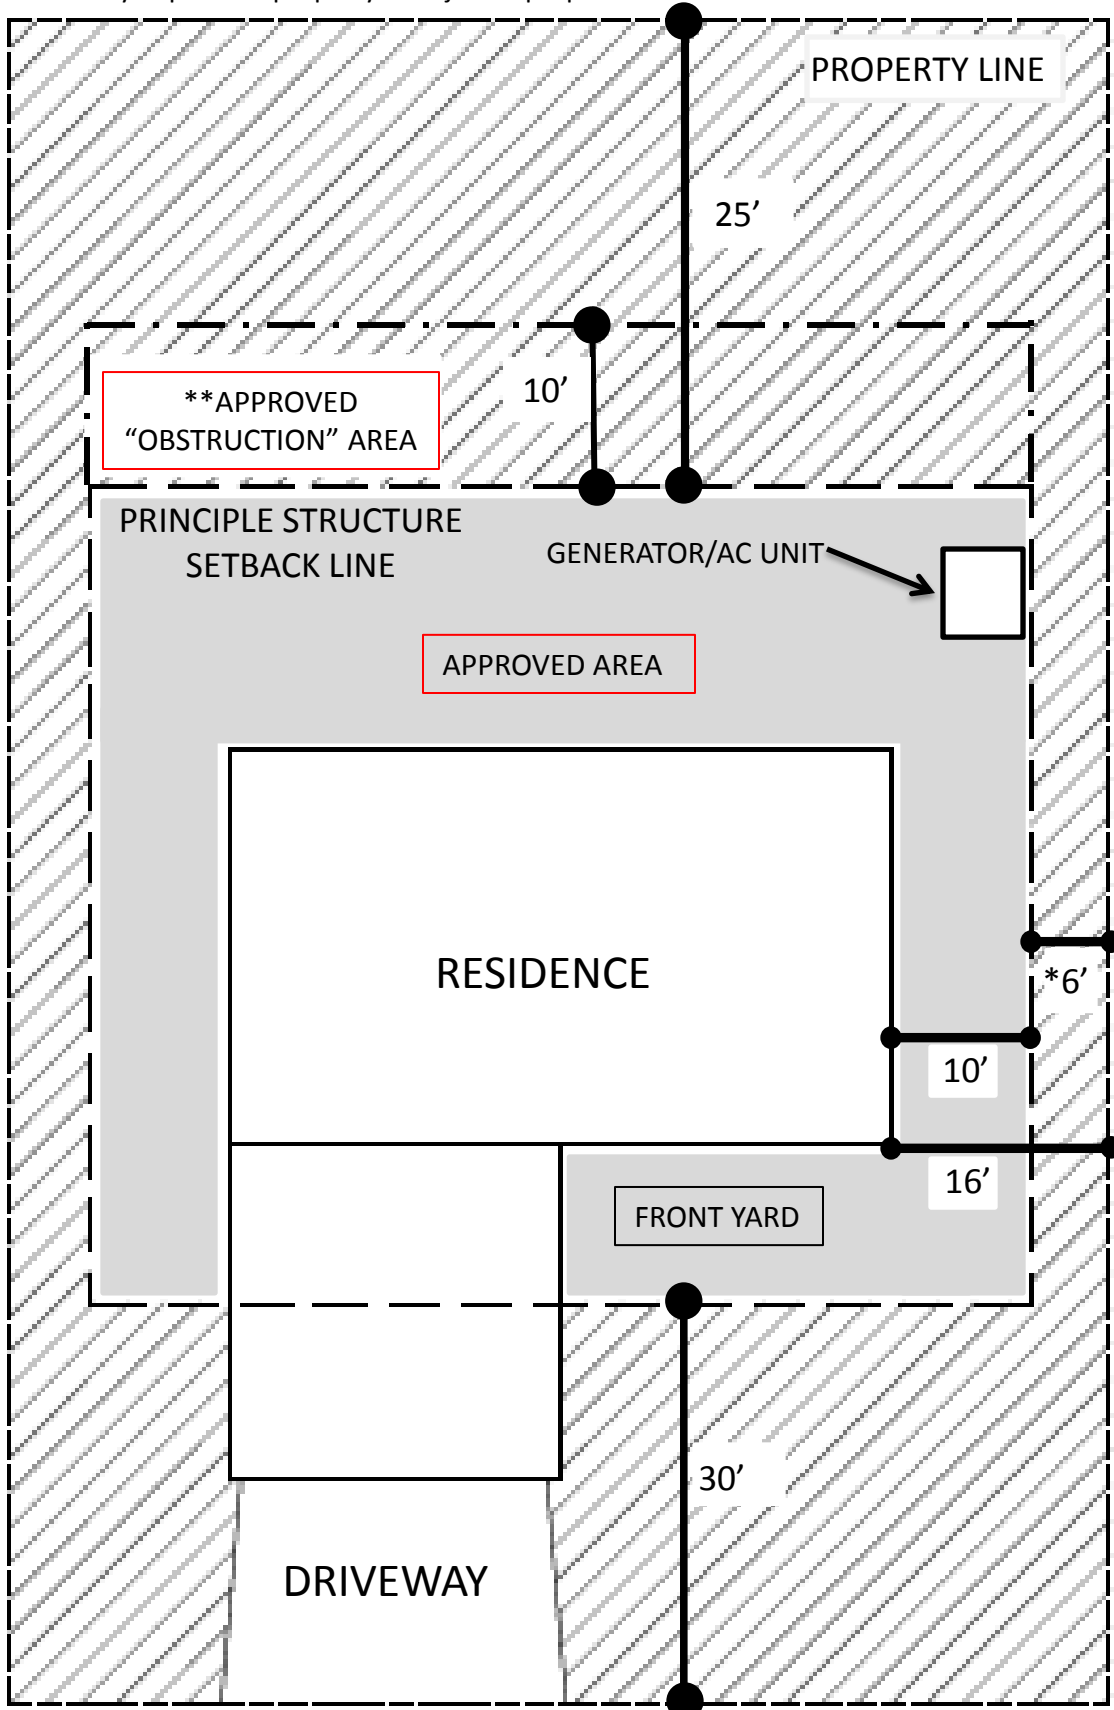 PROPERTY LINE
25’
10’
**APPROVED
“OBSTRUCTION” AREA
PRINCIPLE STRUCTURE
SETBACK LINE
GENERATOR/AC UNIT
APPROVED AREA
RESIDENCE
*6’
10’
16’
FRONT YARD
30’
DRIVEWAY